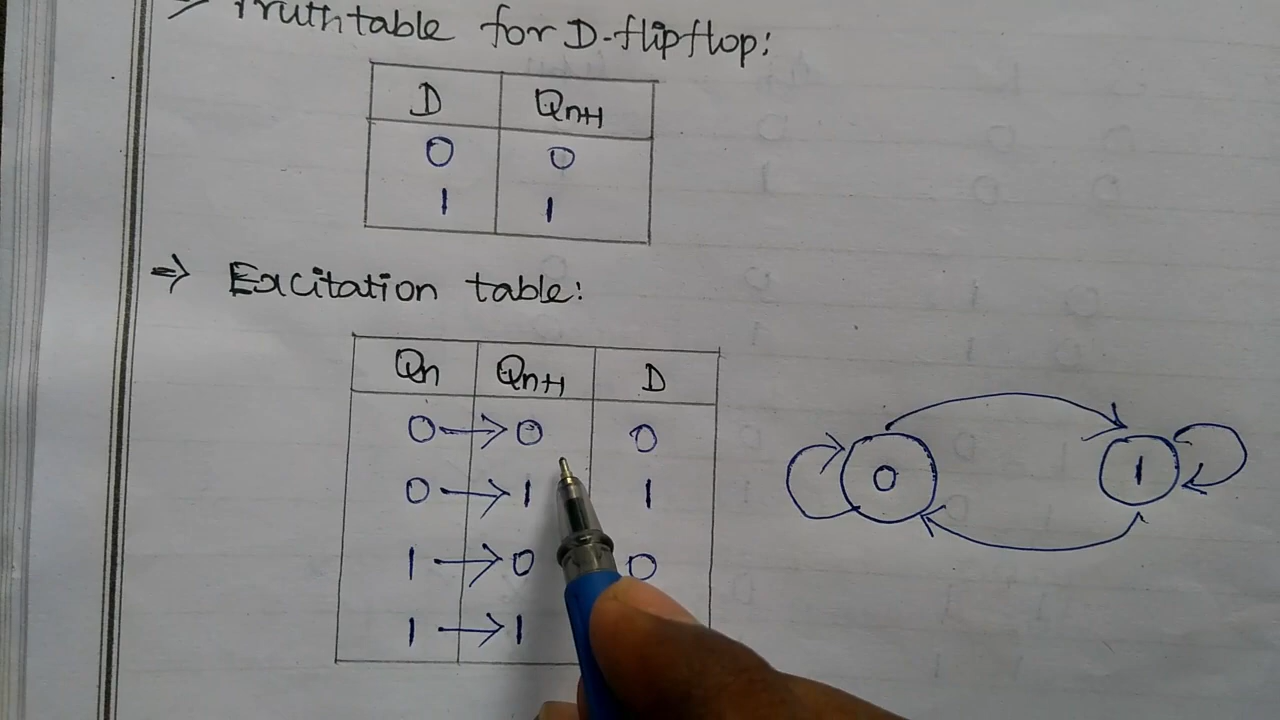 => Truthtable for D-flipflop:
D Qn+1
0 0
1 1
=> Excitation table:
Qn Qn+1 D
0 → 0 0
0 → 1 1
1 → 0 0
1 → 1
0 1